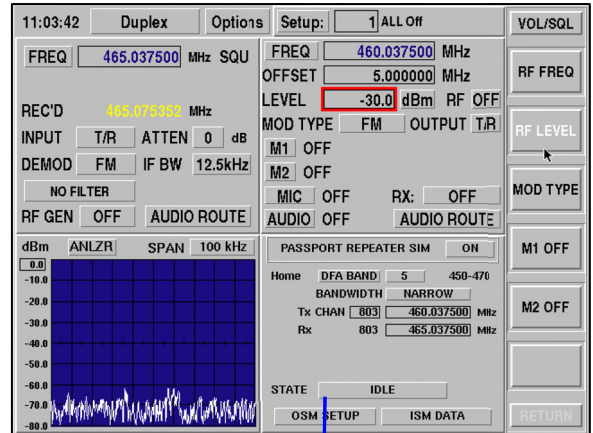 11:03:42 Duplex Options Setup: 1 ALL Off VOL/SQL
FREQ 465.037500 MHz SQU
REC'D 465.075352 MHz
INPUT T/R ATTEN 0 dB
DEMOD FM IF BW 12.5kHz
NO FILTER
RF GEN OFF AUDIO ROUTE
FREQ 460.037500 MHz
OFFSET 5.000000 MHz
LEVEL -30.0 dBm RF OFF
MOD TYPE FM OUTPUT T/R
M1 OFF
M2 OFF
MIC OFF RX: OFF
AUDIO OFF AUDIO ROUTE
dBm ANLZR SPAN 100 kHz
0.0
-10.0
-20.0
-30.0
-40.0
-50.0
-60.0
-70.0
-80.0
PASSPORT REPEATER SIM ON
Home DFA BAND 5 450-470
BANDWIDTH NARROW
Tx CHAN 803 460.037500 MHz
Rx 803 465.037500 MHz
STATE IDLE
OSM SETUP ISM DATA
RF FREQ
RF LEVEL
MOD TYPE
M1 OFF
M2 OFF
RETURN